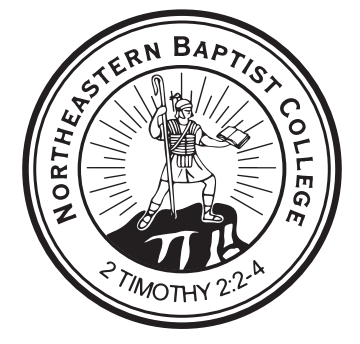 NORTHEASTERN BAPTIST COLLEGE
2 TIMOTHY 2:2-4